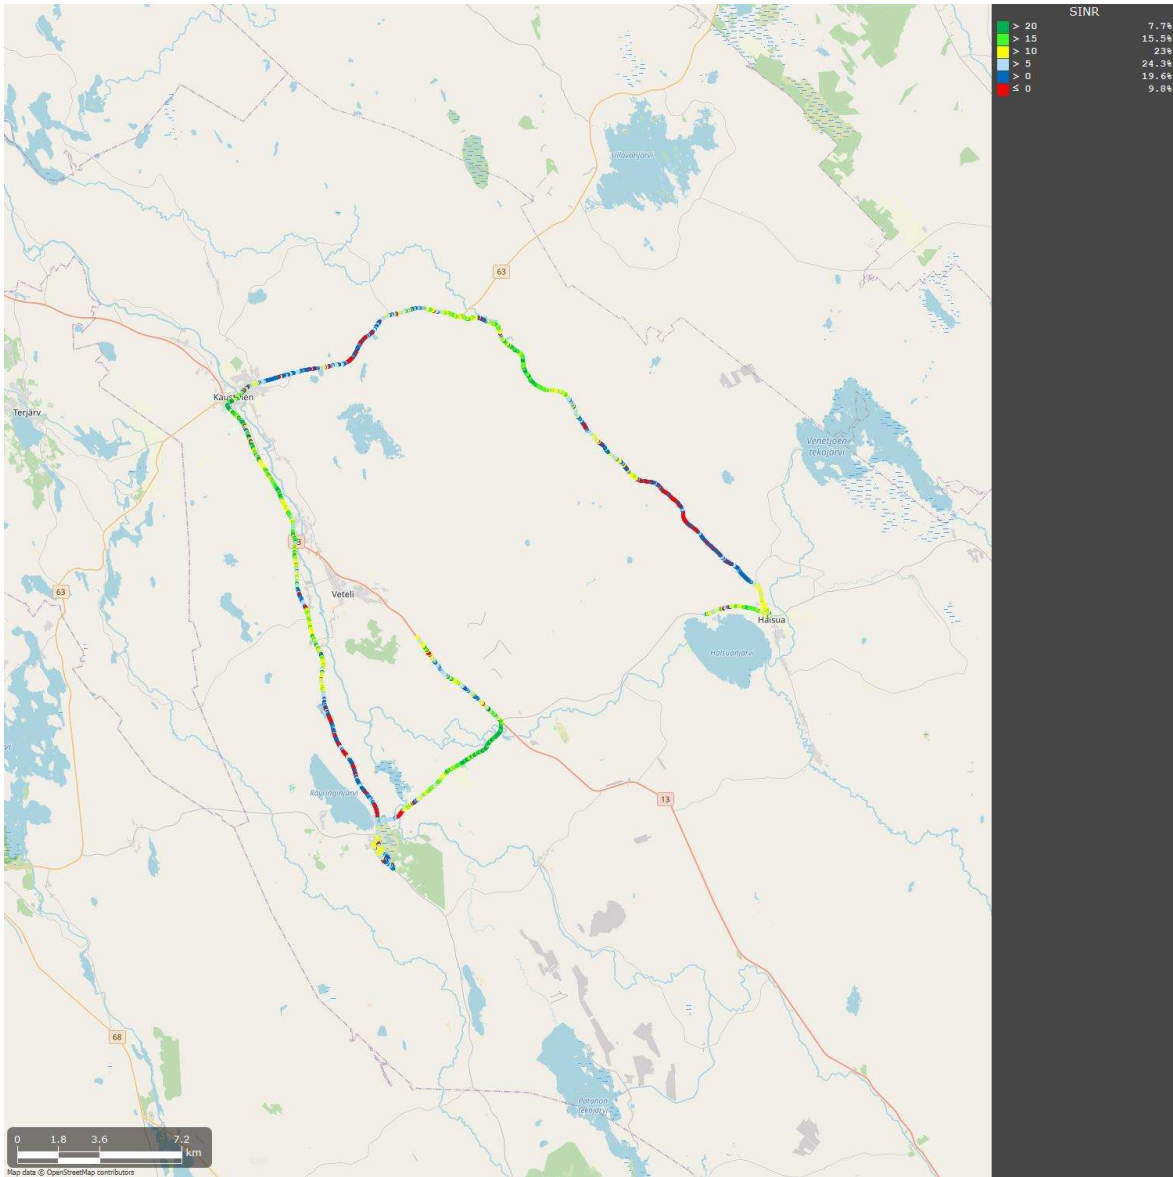 SINR
> 20 7.7%
> 15 15.5%
> 10 23%
> 5 24.3%
> 0 19.6%
≤ 0 9.8%
Ullavanjärvi
63
Terjärv
Venetjoen
tekojärvi
63
Veteli
Halsua
Halsuanjärvi
Röyringinjärvi
13
68
Patanan
tekojärvi
0 1.8 3.6 7.2
km
Map data © OpenStreetMap contributors